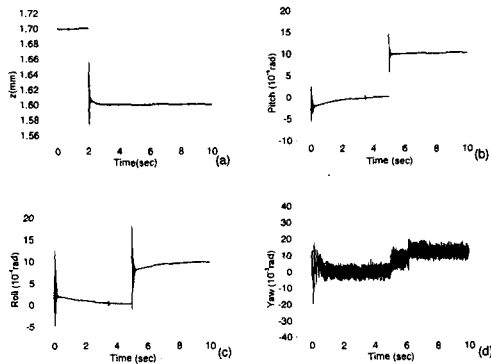 z(mm)
1.70
1.68
1.66
1.64
1.62
1.60
1.58
1.56
0 2 4 6 8 10
Time(sec)
(a)
Pitch (10⁻⁴rad)
15
10
5
0
-5
-10
0 2 4 6 8 10
Time (sec)
(b)
Roll (10⁻⁴rad)
20
15
10
5
0
-5
0 2 4 6 8 10
Time (sec)
(c)
Yaw (10⁻³rad)
40
30
20
10
0
-10
-20
-30
-40
0 2 4 6 8 10
Time (sec)
(d)